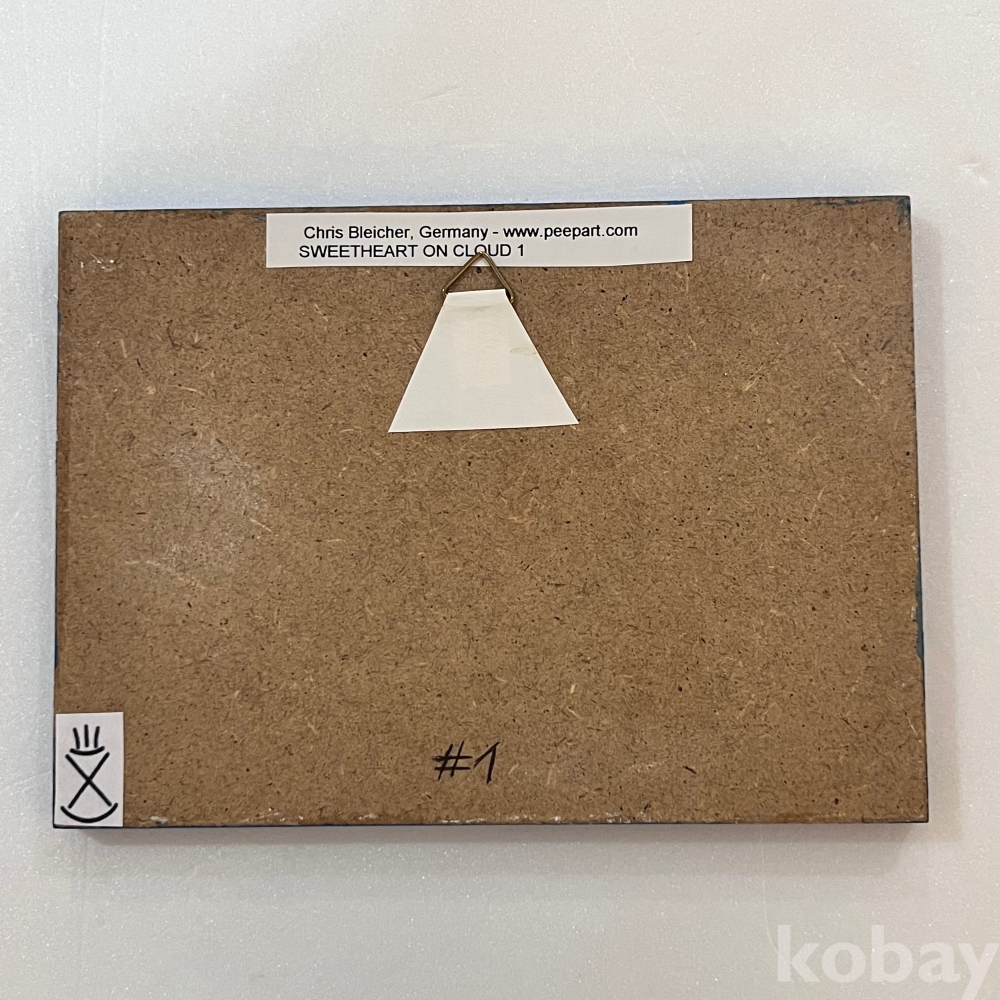 Chris Bleicher, Germany - www.peepart.com
SWEETHEART ON CLOUD 1
#1
kobay